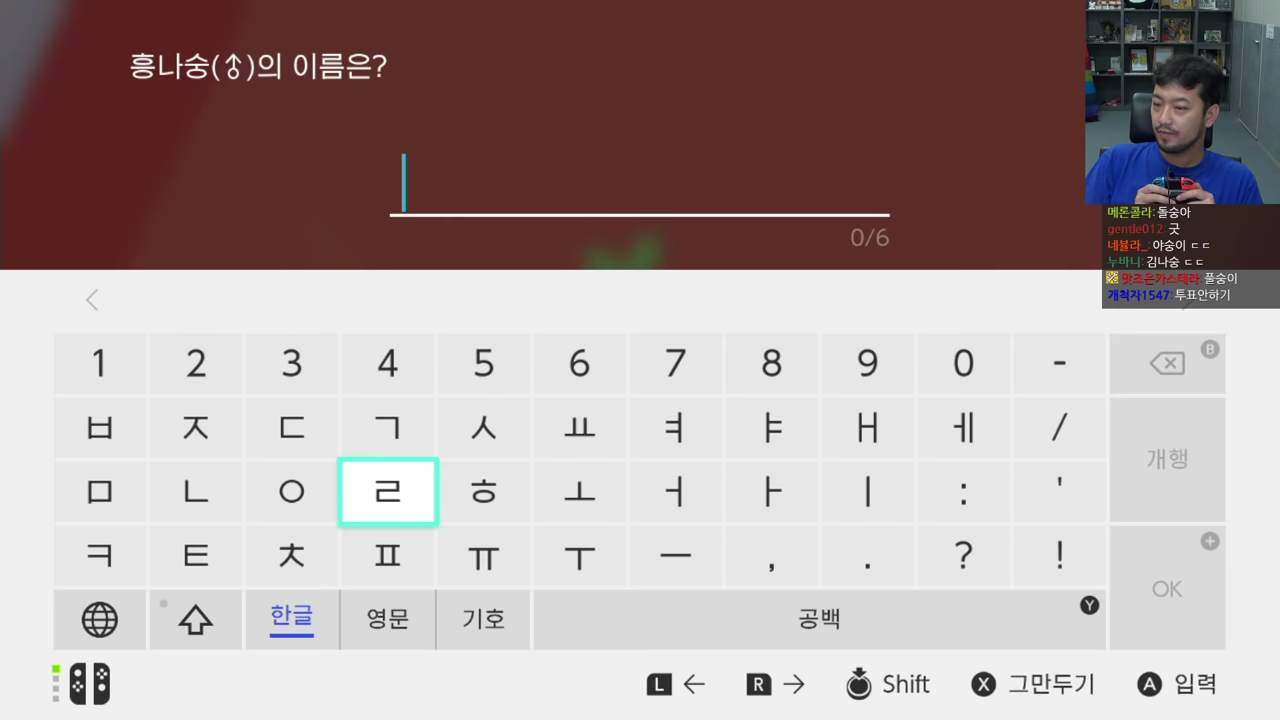 흥나숭(♂)의 이름은?
0/6
메론콜라: 돌숭아
gentle012: 굿
네뷸라_: 야숭이 ㄷㄷ
누바니: 김나숭 ㄷㄷ
맛조은카스테라: 풀숭이
개척자1547: 투표안하기
1 2 3 4 5 6 7 8 9 0 - B
ㅂ ㅈ ㄷ ㄱ ㅅ ㅛ ㅕ ㅑ ㅐ ㅔ / 개행
ㅁ ㄴ ㅇ ㄹ ㅎ ㅗ ㅓ ㅏ ㅣ : '
ㅋ ㅌ ㅊ ㅍ ㅠ ㅜ ㅡ , . ? ! OK
한글 영문 기호 공백 Y
L ← R → Shift X 그만두기 A 입력